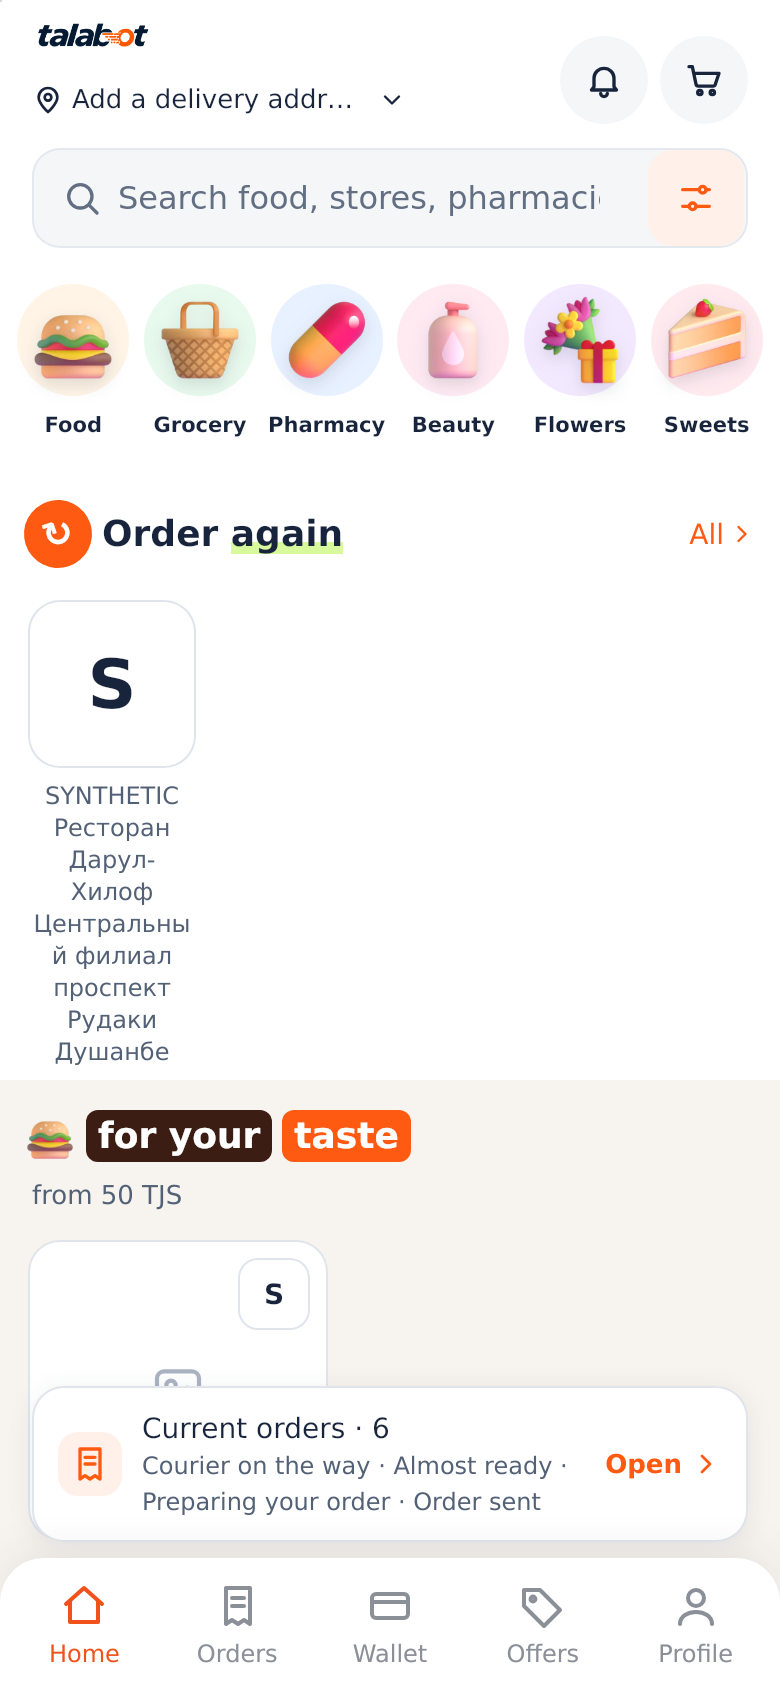 talabot
Add a delivery addr...
Search food, stores, pharmaci
Food
Grocery
Pharmacy
Beauty
Flowers
Sweets
Order again
All
S
SYNTHETIC
Ресторан
Дарул-
Хилоф
Центральны
й филиал
проспект
Рудаки
Душанбе
for your taste
from 50 TJS
S
Current orders · 6
Courier on the way · Almost ready ·
Preparing your order · Order sent
Open
Home
Orders
Wallet
Offers
Profile